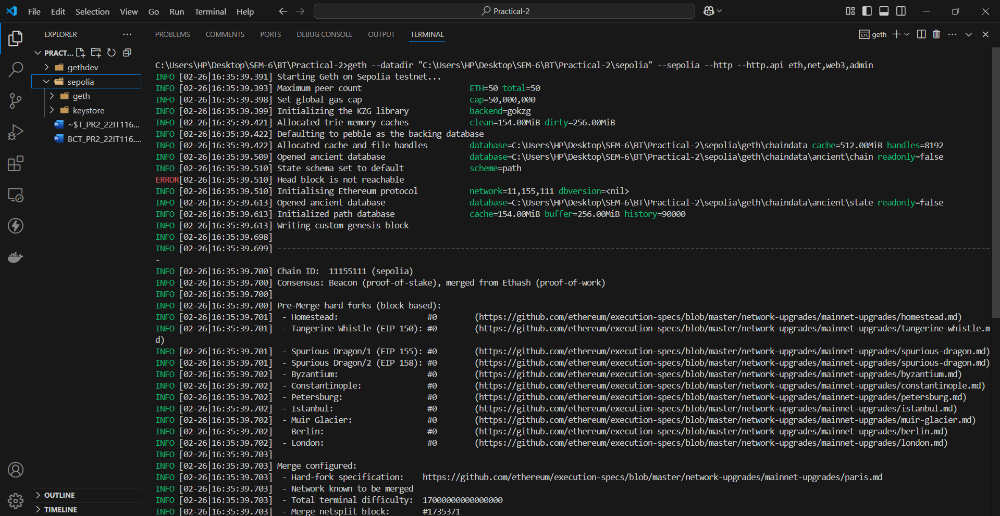 File Edit Selection View Go Run Terminal Help Practical-2
EXPLORER
PRACT...
gethdev
sepolia
geth
keystore
~$T_PR2_22IT116...
BCT_PR2_22IT116....
OUTLINE
TIMELINE
PROBLEMS COMMENTS PORTS DEBUG CONSOLE OUTPUT TERMINAL geth
C:\Users\HP\Desktop\SEM-6\BT\Practical-2>geth --datadir "C:\Users\HP\Desktop\SEM-6\BT\Practical-2\sepolia" --sepolia --http --http.api eth,net,web3,admin
INFO [02-26|16:35:39.391] Starting Geth on Sepolia testnet...
INFO [02-26|16:35:39.393] Maximum peer count ETH=50 total=50
INFO [02-26|16:35:39.398] Set global gas cap cap=50,000,000
INFO [02-26|16:35:39.399] Initializing the KZG library backend=gokzg
INFO [02-26|16:35:39.421] Allocated trie memory caches clean=154.00MiB dirty=256.00MiB
INFO [02-26|16:35:39.422] Defaulting to pebble as the backing database
INFO [02-26|16:35:39.422] Allocated cache and file handles database=C:\Users\HP\Desktop\SEM-6\BT\Practical-2\sepolia\geth\chaindata cache=512.00MiB handles=8192
INFO [02-26|16:35:39.509] Opened ancient database database=C:\Users\HP\Desktop\SEM-6\BT\Practical-2\sepolia\geth\chaindata\ancient\chain readonly=false
INFO [02-26|16:35:39.510] State schema set to default scheme=path
ERROR[02-26|16:35:39.510] Head block is not reachable
INFO [02-26|16:35:39.510] Initialising Ethereum protocol network=11,155,111 dbversion=<nil>
INFO [02-26|16:35:39.613] Opened ancient database database=C:\Users\HP\Desktop\SEM-6\BT\Practical-2\sepolia\geth\chaindata\ancient\state readonly=false
INFO [02-26|16:35:39.613] Initialized path database cache=154.00MiB buffer=256.00MiB history=90000
INFO [02-26|16:35:39.613] Writing custom genesis block
INFO [02-26|16:35:39.698]
INFO [02-26|16:35:39.699] --------------------------------------------------------------------------------------------------------------------------------------------------------
-
INFO [02-26|16:35:39.700] Chain ID: 11155111 (sepolia)
INFO [02-26|16:35:39.700] Consensus: Beacon (proof-of-stake), merged from Ethash (proof-of-work)
INFO [02-26|16:35:39.700]
INFO [02-26|16:35:39.700] Pre-Merge hard forks (block based):
INFO [02-26|16:35:39.701] - Homestead: #0 (https://github.com/ethereum/execution-specs/blob/master/network-upgrades/mainnet-upgrades/homestead.md)
INFO [02-26|16:35:39.701] - Tangerine Whistle (EIP 150): #0 (https://github.com/ethereum/execution-specs/blob/master/network-upgrades/mainnet-upgrades/tangerine-whistle.m
d)
INFO [02-26|16:35:39.701] - Spurious Dragon/1 (EIP 155): #0 (https://github.com/ethereum/execution-specs/blob/master/network-upgrades/mainnet-upgrades/spurious-dragon.md)
INFO [02-26|16:35:39.701] - Spurious Dragon/2 (EIP 158): #0 (https://github.com/ethereum/execution-specs/blob/master/network-upgrades/mainnet-upgrades/spurious-dragon.md)
INFO [02-26|16:35:39.702] - Byzantium: #0 (https://github.com/ethereum/execution-specs/blob/master/network-upgrades/mainnet-upgrades/byzantium.md)
INFO [02-26|16:35:39.702] - Constantinople: #0 (https://github.com/ethereum/execution-specs/blob/master/network-upgrades/mainnet-upgrades/constantinople.md)
INFO [02-26|16:35:39.702] - Petersburg: #0 (https://github.com/ethereum/execution-specs/blob/master/network-upgrades/mainnet-upgrades/petersburg.md)
INFO [02-26|16:35:39.702] - Istanbul: #0 (https://github.com/ethereum/execution-specs/blob/master/network-upgrades/mainnet-upgrades/istanbul.md)
INFO [02-26|16:35:39.702] - Muir Glacier: #0 (https://github.com/ethereum/execution-specs/blob/master/network-upgrades/mainnet-upgrades/muir-glacier.md)
INFO [02-26|16:35:39.702] - Berlin: #0 (https://github.com/ethereum/execution-specs/blob/master/network-upgrades/mainnet-upgrades/berlin.md)
INFO [02-26|16:35:39.702] - London: #0 (https://github.com/ethereum/execution-specs/blob/master/network-upgrades/mainnet-upgrades/london.md)
INFO [02-26|16:35:39.703]
INFO [02-26|16:35:39.703] Merge configured:
INFO [02-26|16:35:39.703] - Hard-fork specification: https://github.com/ethereum/execution-specs/blob/master/network-upgrades/mainnet-upgrades/paris.md
INFO [02-26|16:35:39.703] - Network known to be merged
INFO [02-26|16:35:39.703] - Total terminal difficulty: 17000000000000000
INFO [02-26|16:35:39.703] - Merge netsplit block: #1735371